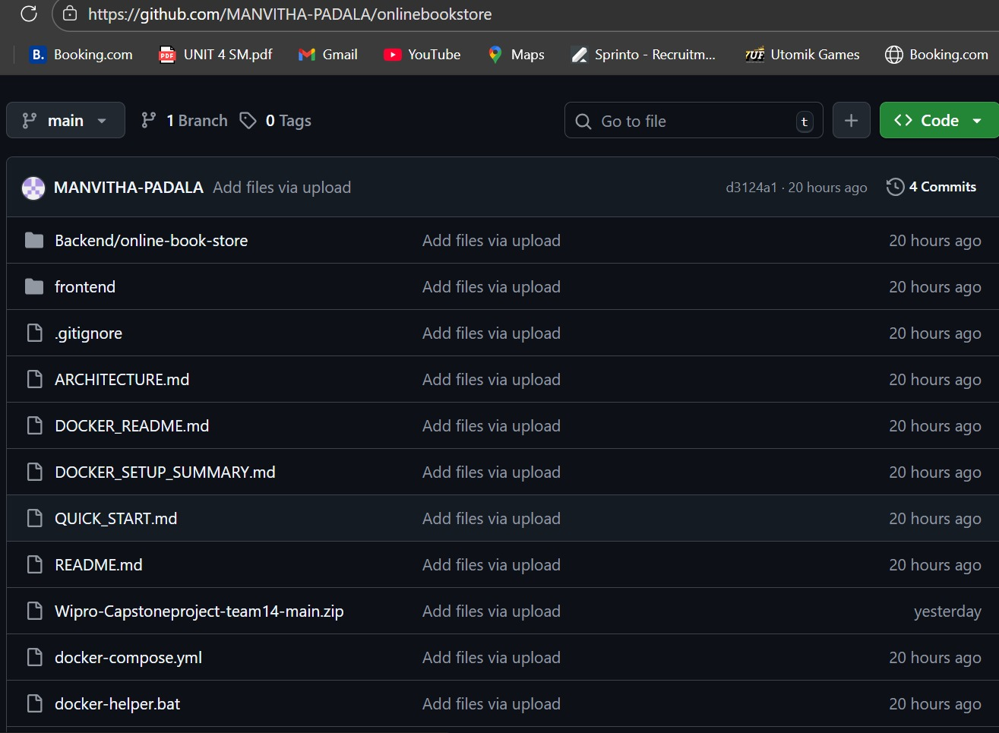 https://github.com/MANVITHA-PADALA/onlinebookstore
B. Booking.com PDF UNIT 4 SM.pdf Gmail YouTube Maps Sprinto - Recruitm... 7UP Utomik Games Booking.com
main 1 Branch 0 Tags Go to file t + <> Code
MANVITHA-PADALA Add files via upload d3124a1 · 20 hours ago 4 Commits
Backend/online-book-store Add files via upload 20 hours ago
frontend Add files via upload 20 hours ago
.gitignore Add files via upload 20 hours ago
ARCHITECTURE.md Add files via upload 20 hours ago
DOCKER_README.md Add files via upload 20 hours ago
DOCKER_SETUP_SUMMARY.md Add files via upload 20 hours ago
QUICK_START.md Add files via upload 20 hours ago
README.md Add files via upload 20 hours ago
Wipro-Capstoneproject-team14-main.zip Add files via upload yesterday
docker-compose.yml Add files via upload 20 hours ago
docker-helper.bat Add files via upload 20 hours ago